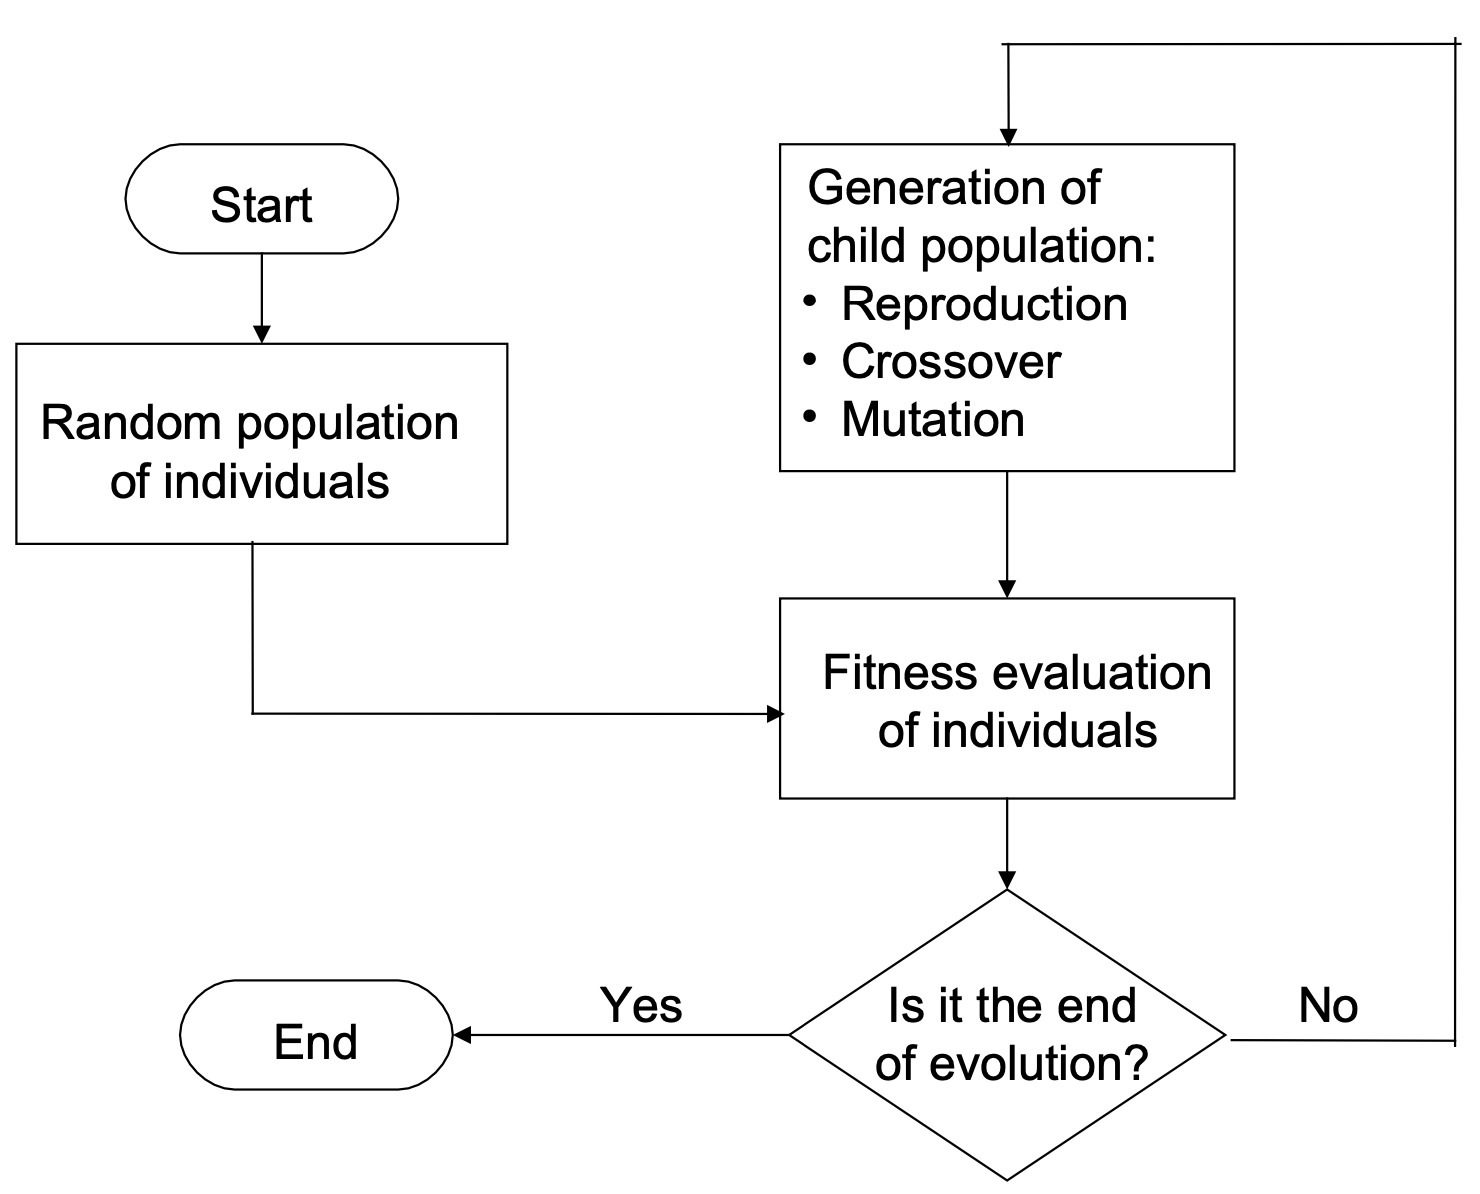 Start
Random population
of individuals
Generation of
child population:
• Reproduction
• Crossover
• Mutation
Fitness evaluation
of individuals
Is it the end
of evolution?
Yes
No
End